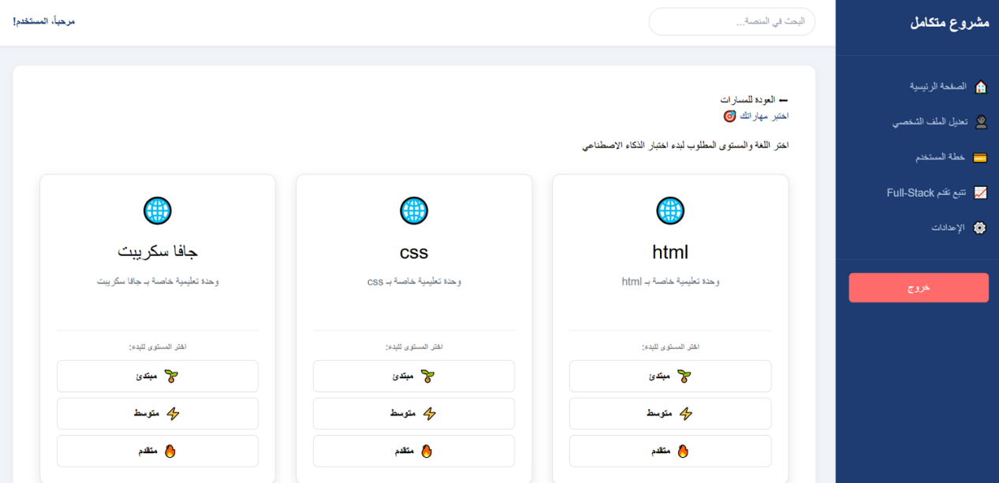 مشروع متكامل
الصفحة الرئيسية
تعديل الملف الشخصي
خطة المستخدم
تتبع تقدم Full-Stack
الإعدادات
خروج
البحث في المنصة...
مرحباً، المستخدم!
← العودة للمسارات
اختبر مهاراتك 🎯
اختر اللغة والمستوى المطلوب لبدء اختبار الذكاء الاصطناعي
html
وحدة تعليمية خاصة بـ html
اختر المستوى للبدء:
مبتدئ
متوسط
متقدم
css
وحدة تعليمية خاصة بـ css
اختر المستوى للبدء:
مبتدئ
متوسط
متقدم
جافا سكريبت
وحدة تعليمية خاصة بـ جافا سكريبت
اختر المستوى للبدء:
مبتدئ
متوسط
متقدم